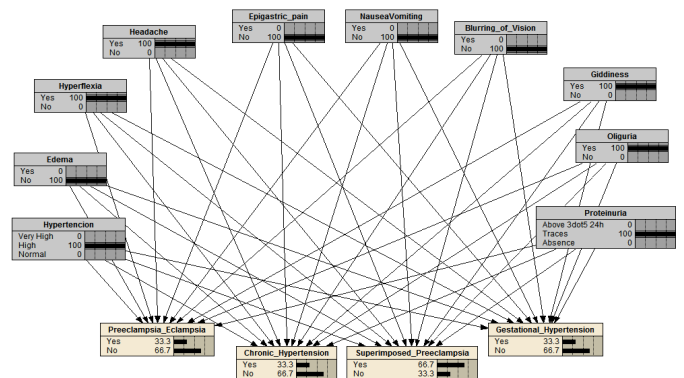 Headache
Yes 100
No 0
Epigastric_pain
Yes 0
No 100
NauseaVomiting
Yes 0
No 100
Blurring_of_Vision
Yes 0
No 100
Hyperflexia
Yes 100
No 0
Giddiness
Yes 100
No 0
Edema
Yes 0
No 100
Oliguria
Yes 100
No 0
Hypertencion
Very High 0
High 100
Normal 0
Proteinuria
Above 3dot5 24h 0
Traces 100
Absence 0
Preeclampsia_Eclampsia
Yes 33.3
No 66.7
Chronic_Hypertension
Yes 33.3
No 66.7
Superimposed_Preeclampsia
Yes 66.7
No 33.3
Gestational_Hypertension
Yes 33.3
No 66.7